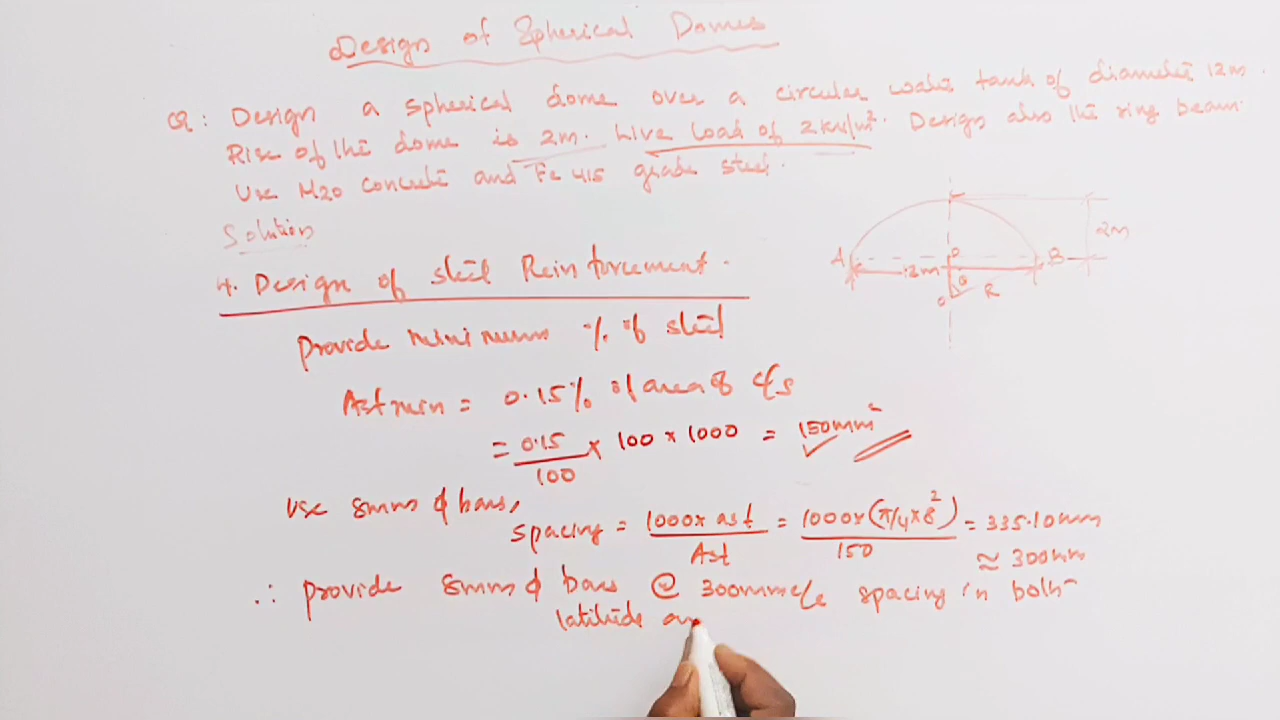 Design of Spherical Domes
Q: Design a spherical dome over a circular water tank of diameter 12m.
Rise of the dome is 2m. Live load of 2kN/m². Design also the ring beam.
Use M20 concrete and Fe 415 grade steel.
Solution
2m
A 12m P B
θ R
O
4. Design of steel Reinforcement.
Provide minimum % of steel
Ast min = 0.15% of area of c/s
= 0.15/100 x 100 x 1000 = 150mm²
Use 8mm ϕ bars,
spacing = 1000x ast/Ast = 1000x(π/4x8²)/150 = 335.10mm
≈ 300mm
∴ Provide 8mm ϕ bars @ 300mm c/c spacing in both
latitude an